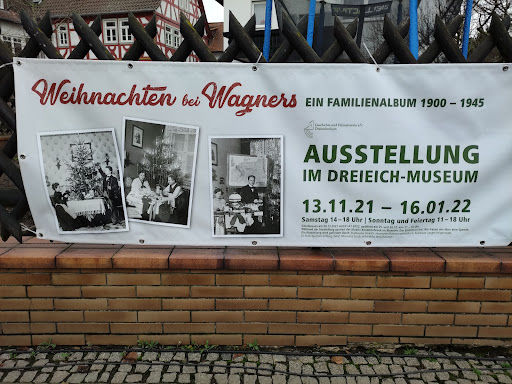 Weihnachten bei Wagners EIN FAMILIENALBUM 1900 – 1945
AUSSTELLUNG
IM DREIEICH-MUSEUM
13.11.21 – 16.01.22
Samstag 14 – 18 Uhr | Sonntag und Feiertag 11 – 18 Uhr